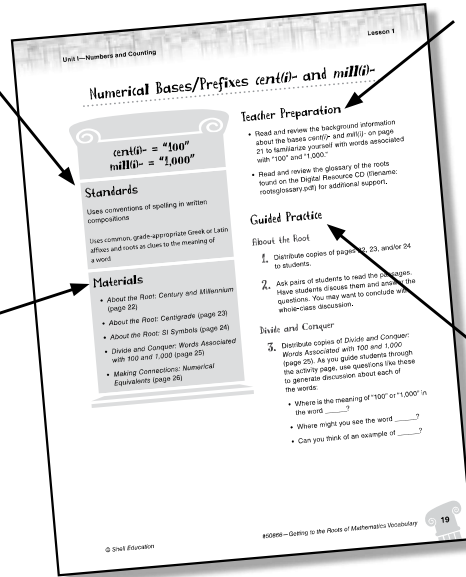 Lesson 1
Unit I—Numbers and Counting
Numerical Bases/Prefixes cent(i)- and mill(i)-
cent(i)- = "100"
mill(i)- = "1,000"
Standards
Uses conventions of spelling in written
compositions
Uses common, grade-appropriate Greek or Latin
affixes and roots as clues to the meaning of
a word
Materials
• About the Root: Century and Millennium
(page 22)
• About the Root: Centigrade (page 23)
• About the Root: SI Symbols (page 24)
• Divide and Conquer: Words Associated
with 100 and 1,000 (page 25)
• Making Connections: Numerical
Equivalents (page 26)
Teacher Preparation
• Read and review the background information
about the bases cent(i)- and mill(i)- on page
21 to familiarize yourself with words associated
with "100" and "1,000."
• Read and review the glossary of the roots
found on the Digital Resource CD (filename:
rootsglossary.pdf) for additional support.
Guided Practice
About the Root
1. Distribute copies of pages 22, 23, and/or 24
to students.
2. Ask pairs of students to read the passages.
Have students discuss them and answer the
questions. You may want to conclude with
whole-class discussion.
Divide and Conquer
3. Distribute copies of Divide and Conquer:
Words Associated with 100 and 1,000
(page 25). As you guide students through
the activity page, use questions like these
to generate discussion about each of
the words:
• Where is the meaning of "100" or "1,000" in
the word _____?
• Where might you see the word _____?
• Can you think of an example of _____?
© Shell Education
#50866—Getting to the Roots of Mathematics Vocabulary
19